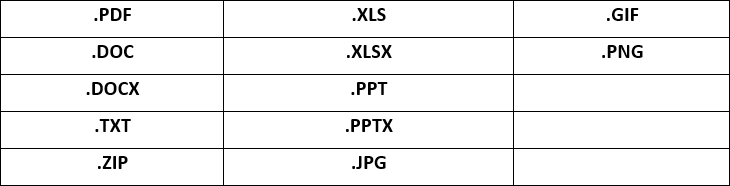 .PDF .XLS .GIF
.DOC .XLSX .PNG
.DOCX .PPT
.TXT .PPTX
.ZIP .JPG